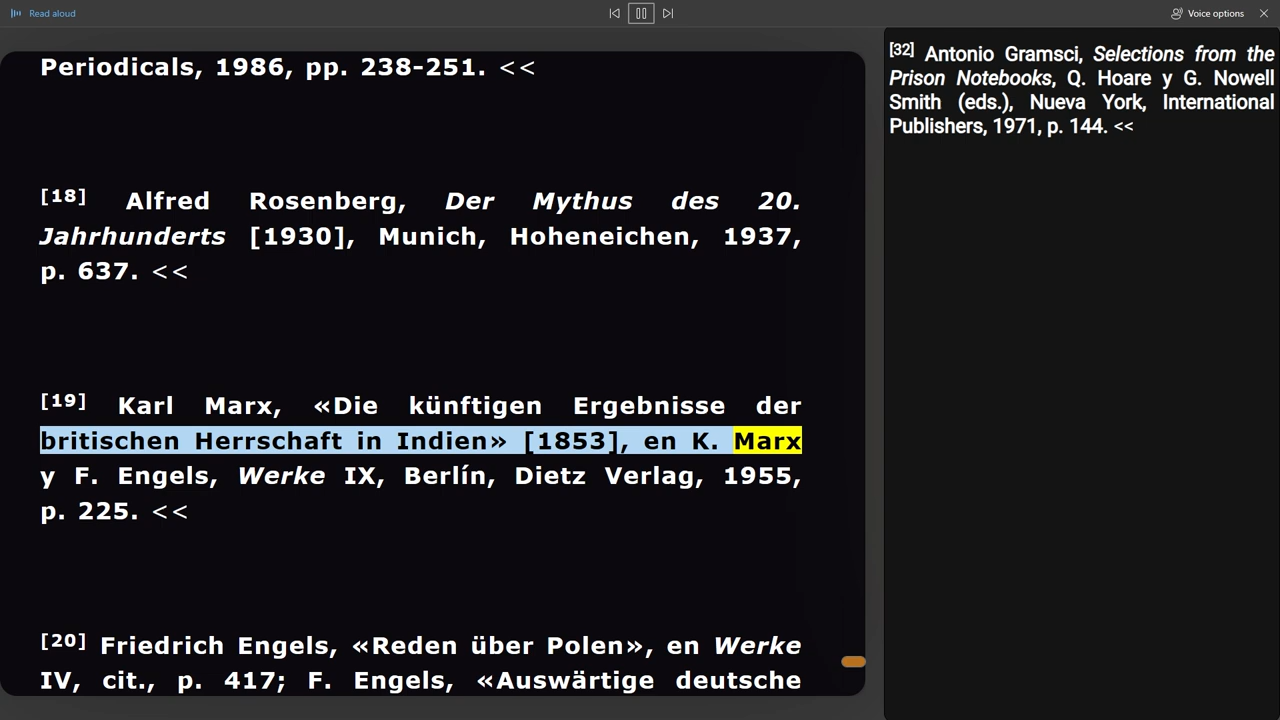 Read aloud
Voice options
Periodicals, 1986, pp. 238-251. <<
[18] Alfred Rosenberg, Der Mythus des 20.
Jahrhunderts [1930], Munich, Hoheneichen, 1937,
p. 637. <<
[19] Karl Marx, «Die künftigen Ergebnisse der
britischen Herrschaft in Indien» [1853], en K. Marx
y F. Engels, Werke IX, Berlín, Dietz Verlag, 1955,
p. 225. <<
[20] Friedrich Engels, «Reden über Polen», en Werke
IV, cit., p. 417; F. Engels, «Auswärtige deutsche
[32] Antonio Gramsci, Selections from the
Prison Notebooks, Q. Hoare y G. Nowell
Smith (eds.), Nueva York, International
Publishers, 1971, p. 144. <<